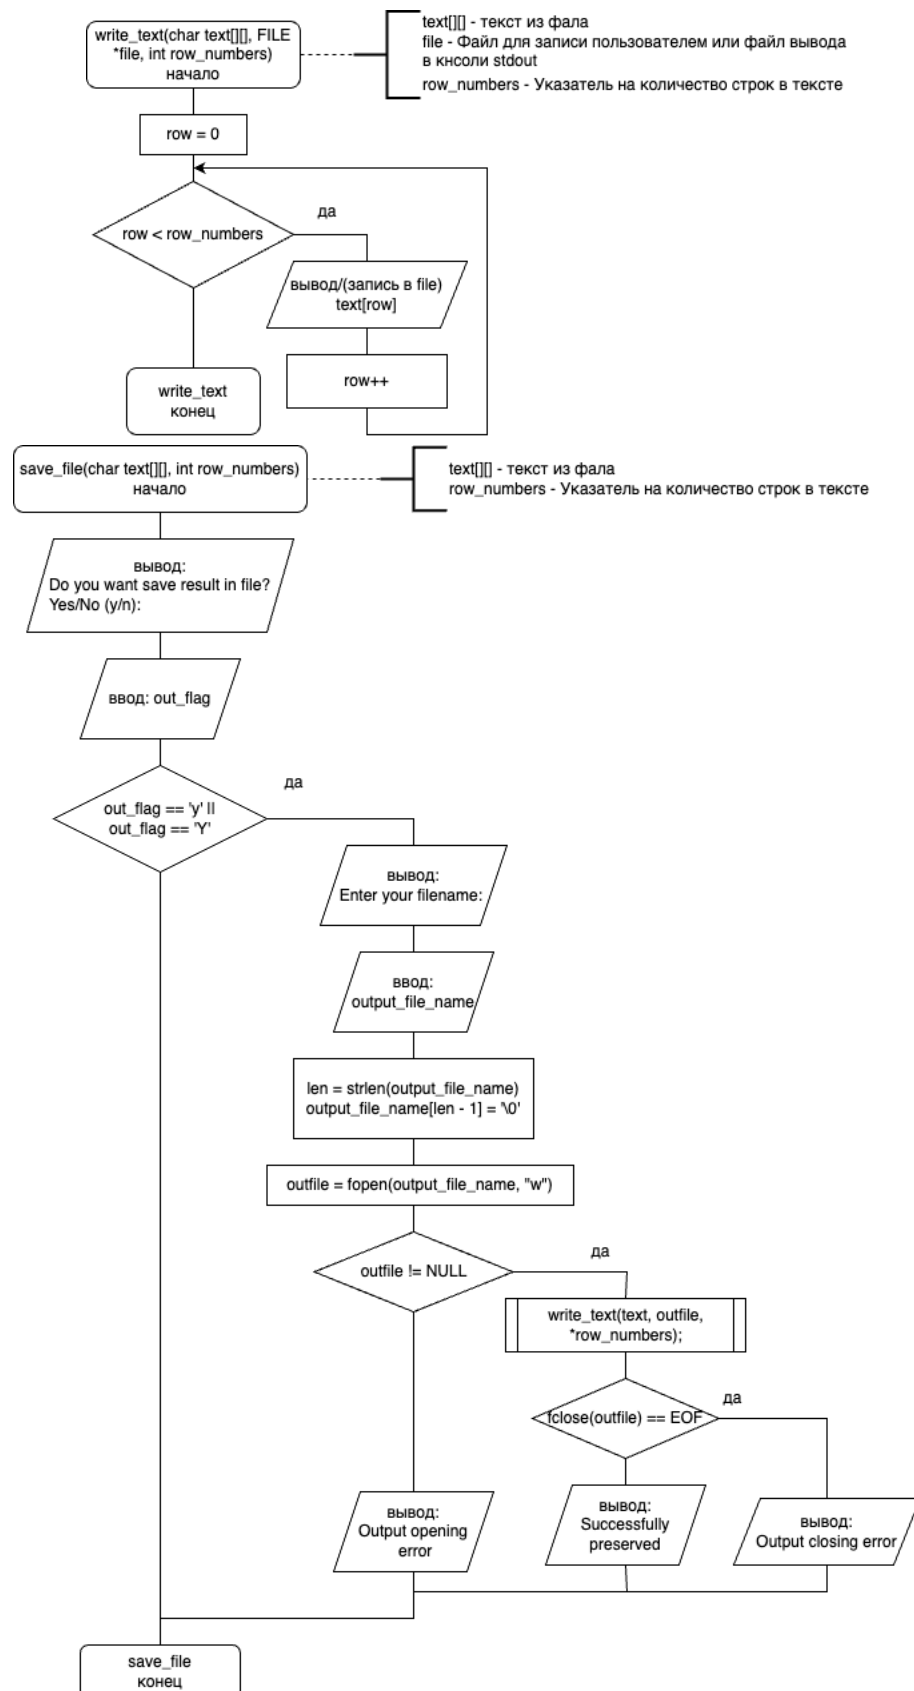 write_text(char text[][], FILE
*file, int row_numbers)
начало
text[][] - текст из фала
file - Файл для записи пользователем или файл вывода
в кнсоли stdout
row_numbers - Указатель на количество строк в тексте
row = 0
да
row < row_numbers
вывод/(запись в file)
text[row]
row++
write_text
конец
save_file(char text[][], int row_numbers)
начало
text[][] - текст из фала
row_numbers - Указатель на количество строк в тексте
вывод:
Do you want save result in file?
Yes/No (y/n):
ввод: out_flag
да
out_flag == 'y' ||
out_flag == 'Y'
вывод:
Enter your filename:
ввод:
output_file_name
len = strlen(output_file_name)
output_file_name[len - 1] = '\0'
outfile = fopen(output_file_name, "w")
да
outfile != NULL
write_text(text, outfile,
*row_numbers);
да
fclose(outfile) == EOF
вывод:
Output opening
error
вывод:
Successfully
preserved
вывод:
Output closing error
save_file
конец